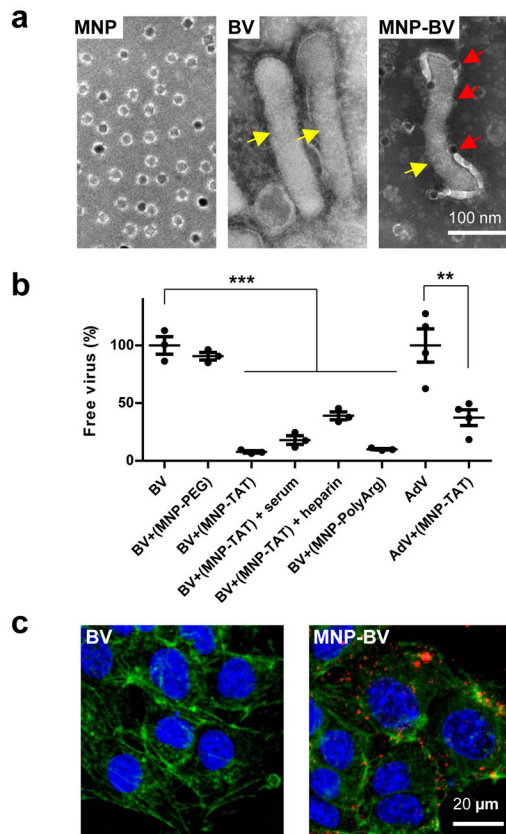 a
MNP
BV
MNP-BV
100 nm
b
***
**
Free virus (%)
100
50
0
BV
BV+(MNP-PEG)
BV+(MNP-TAT)
BV+(MNP-TAT) + serum
BV+(MNP-TAT) + heparin
BV+(MNP-PolyArg)
AdV
AdV+(MNP-TAT)
c
BV
MNP-BV
20 µm